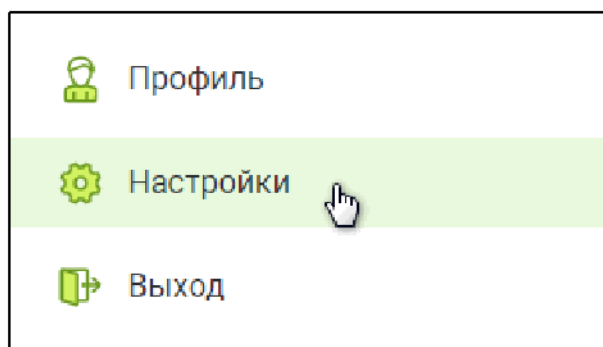 Профиль
Настройки
Выход